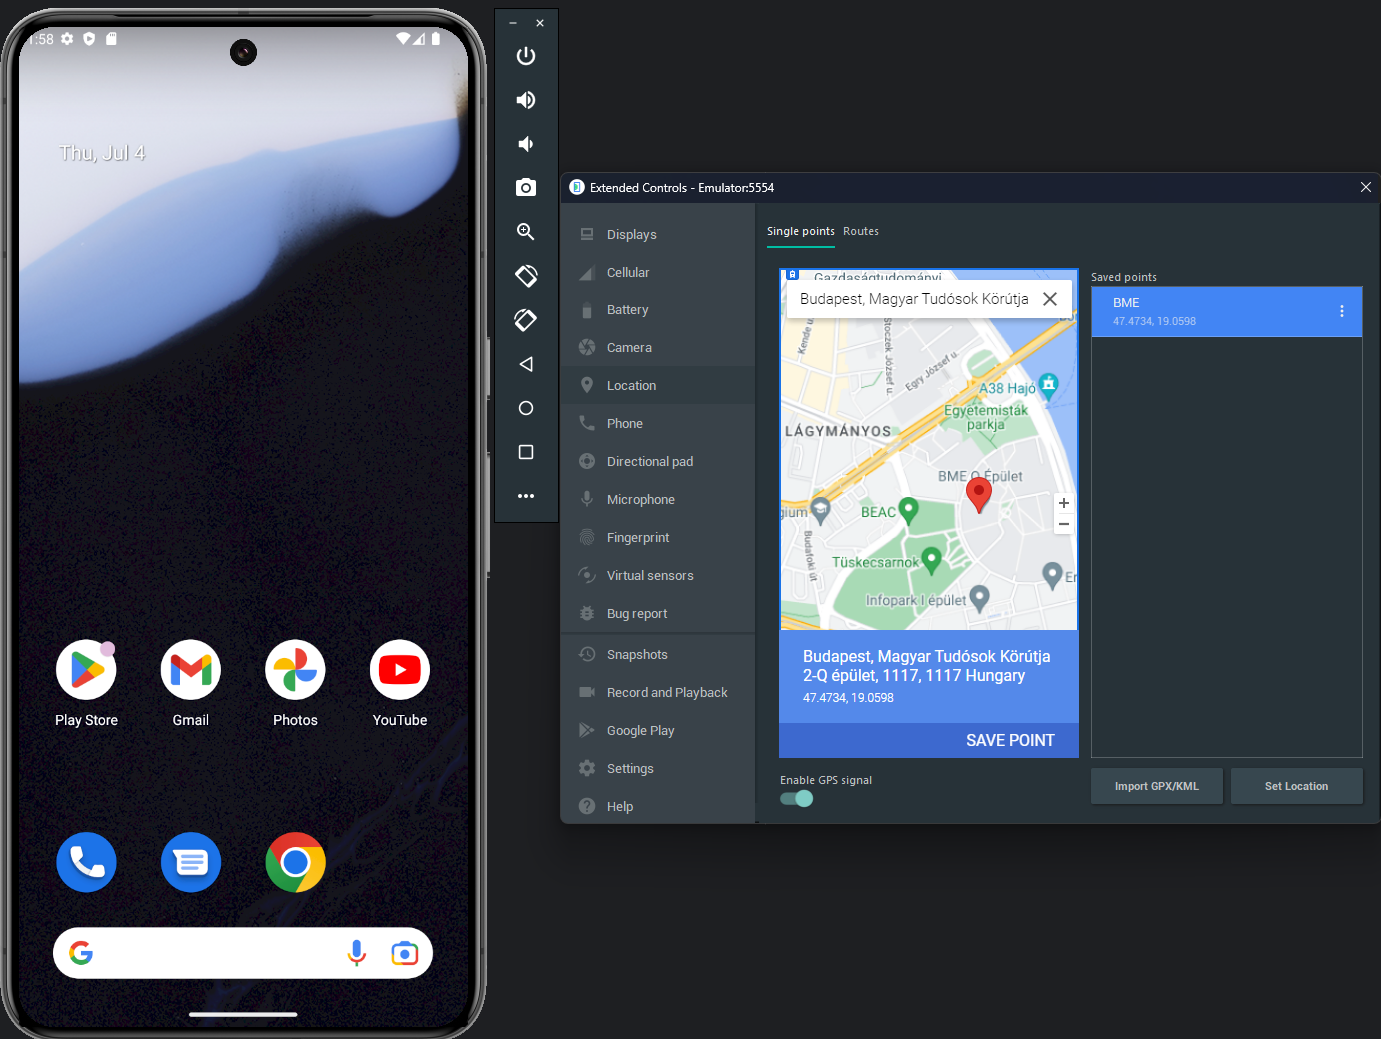 1:58
Thu, Jul 4
Play Store
Gmail
Photos
YouTube
Extended Controls - Emulator:5554
Displays
Cellular
Battery
Camera
Location
Phone
Directional pad
Microphone
Fingerprint
Virtual sensors
Bug report
Snapshots
Record and Playback
Google Play
Settings
Help
Single points
Routes
Gazdaságtudományi
Budapest, Magyar Tudósok Körútja
Kende u.
Stoczek József u.
Egry József u.
A38 Hajó
Egyetemisták
parkja
LÁGYMÁNYOS
BME Q Épület
gium
BEAC
Budafoki út
Tüskecsarnok
Infopark I épület
Budapest, Magyar Tudósok Körútja
2-Q épület, 1117, 1117 Hungary
47.4734, 19.0598
SAVE POINT
Enable GPS signal
Saved points
BME
47.4734, 19.0598
Import GPX/KML
Set Location